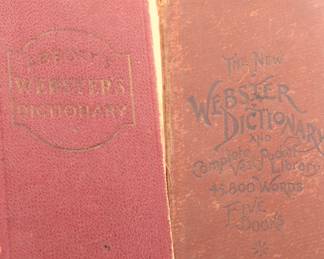 WEBSTER'S
DICTIONARY
THE NEW
WEBSTER
DICTIONARY
AND
Complete
Vest Pocket
Library
45,800 WORDS
FIVE
BOOKS